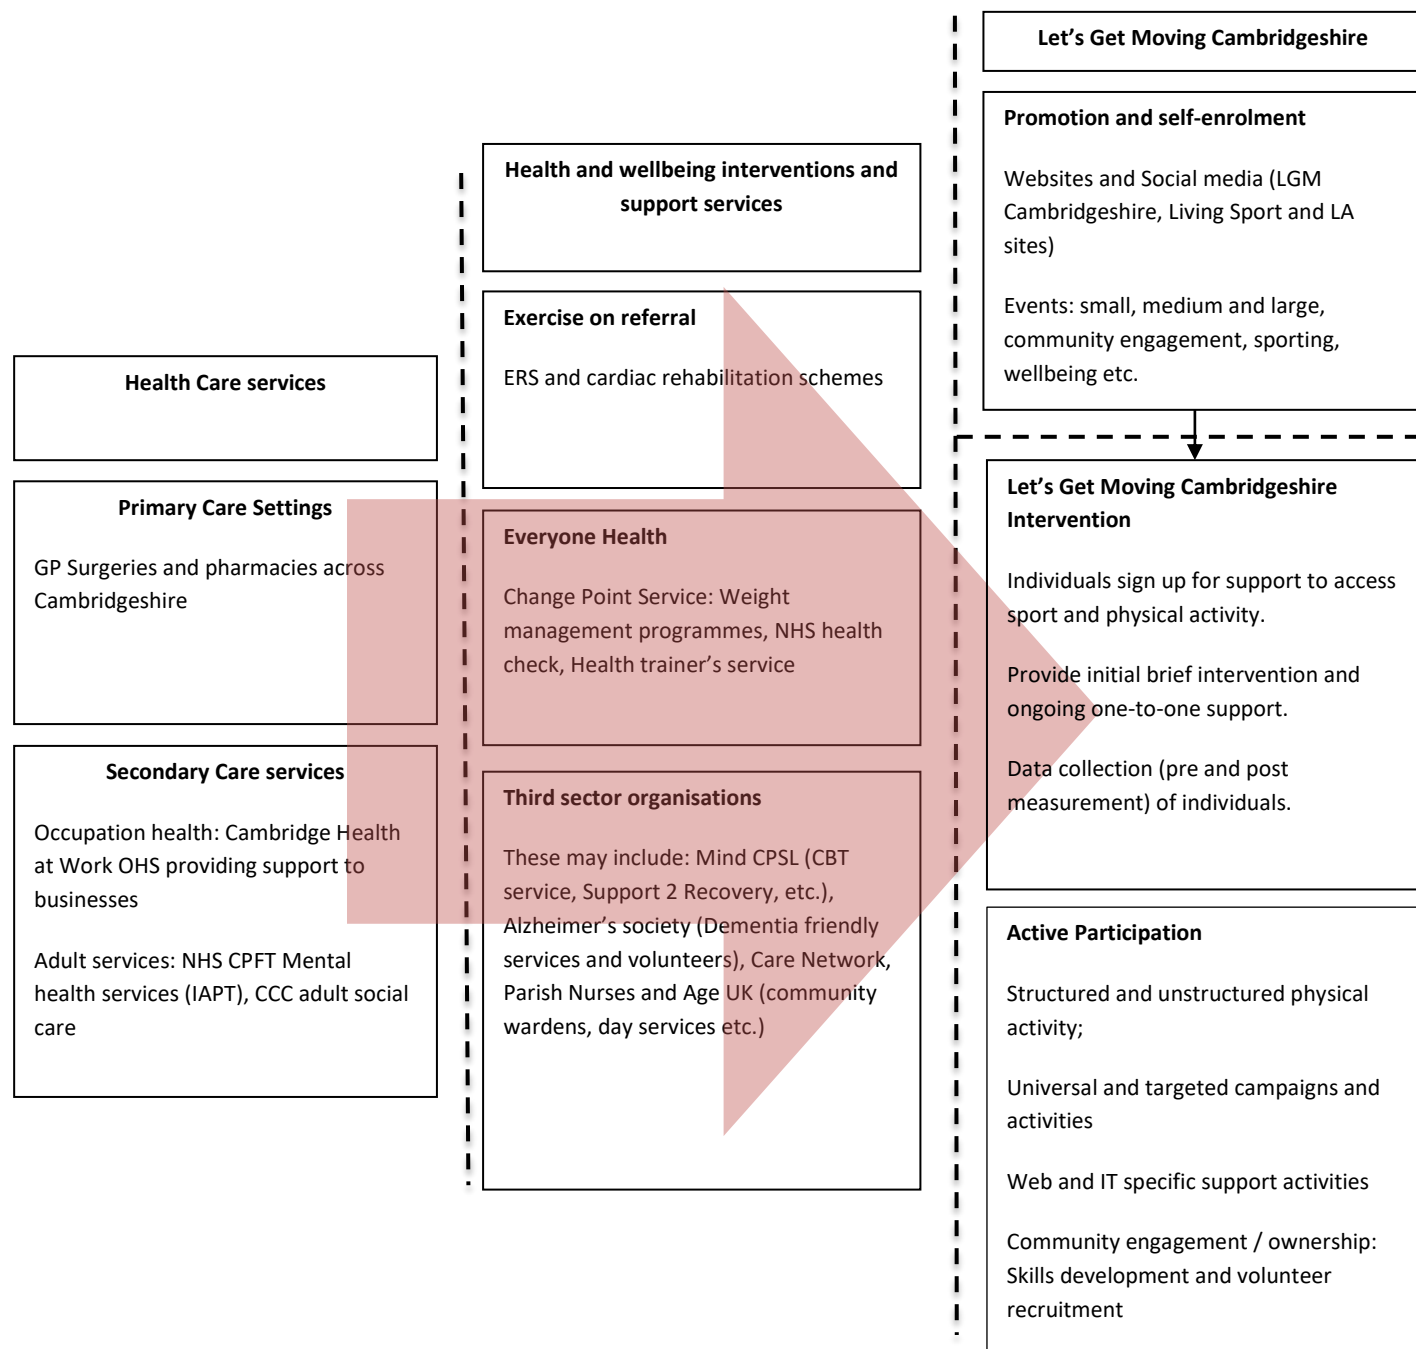 Health Care services
Primary Care Settings
GP Surgeries and pharmacies across
Cambridgeshire
Secondary Care services
Occupation health: Cambridge Health
at Work OHS providing support to
businesses
Adult services: NHS CPFT Mental
health services (IAPT), CCC adult social
care
Health and wellbeing interventions and
support services
Exercise on referral
ERS and cardiac rehabilitation schemes
Everyone Health
Change Point Service: Weight
management programmes, NHS health
check, Health trainer’s service
Third sector organisations
These may include: Mind CPSL (CBT
service, Support 2 Recovery, etc.),
Alzheimer’s society (Dementia friendly
services and volunteers), Care Network,
Parish Nurses and Age UK (community
wardens, day services etc.)
Let’s Get Moving Cambridgeshire
Promotion and self-enrolment
Websites and Social media (LGM
Cambridgeshire, Living Sport and LA
sites)
Events: small, medium and large,
community engagement, sporting,
wellbeing etc.
Let’s Get Moving Cambridgeshire
Intervention
Individuals sign up for support to access
sport and physical activity.
Provide initial brief intervention and
ongoing one-to-one support.
Data collection (pre and post
measurement) of individuals.
Active Participation
Structured and unstructured physical
activity;
Universal and targeted campaigns and
activities
Web and IT specific support activities
Community engagement / ownership:
Skills development and volunteer
recruitment